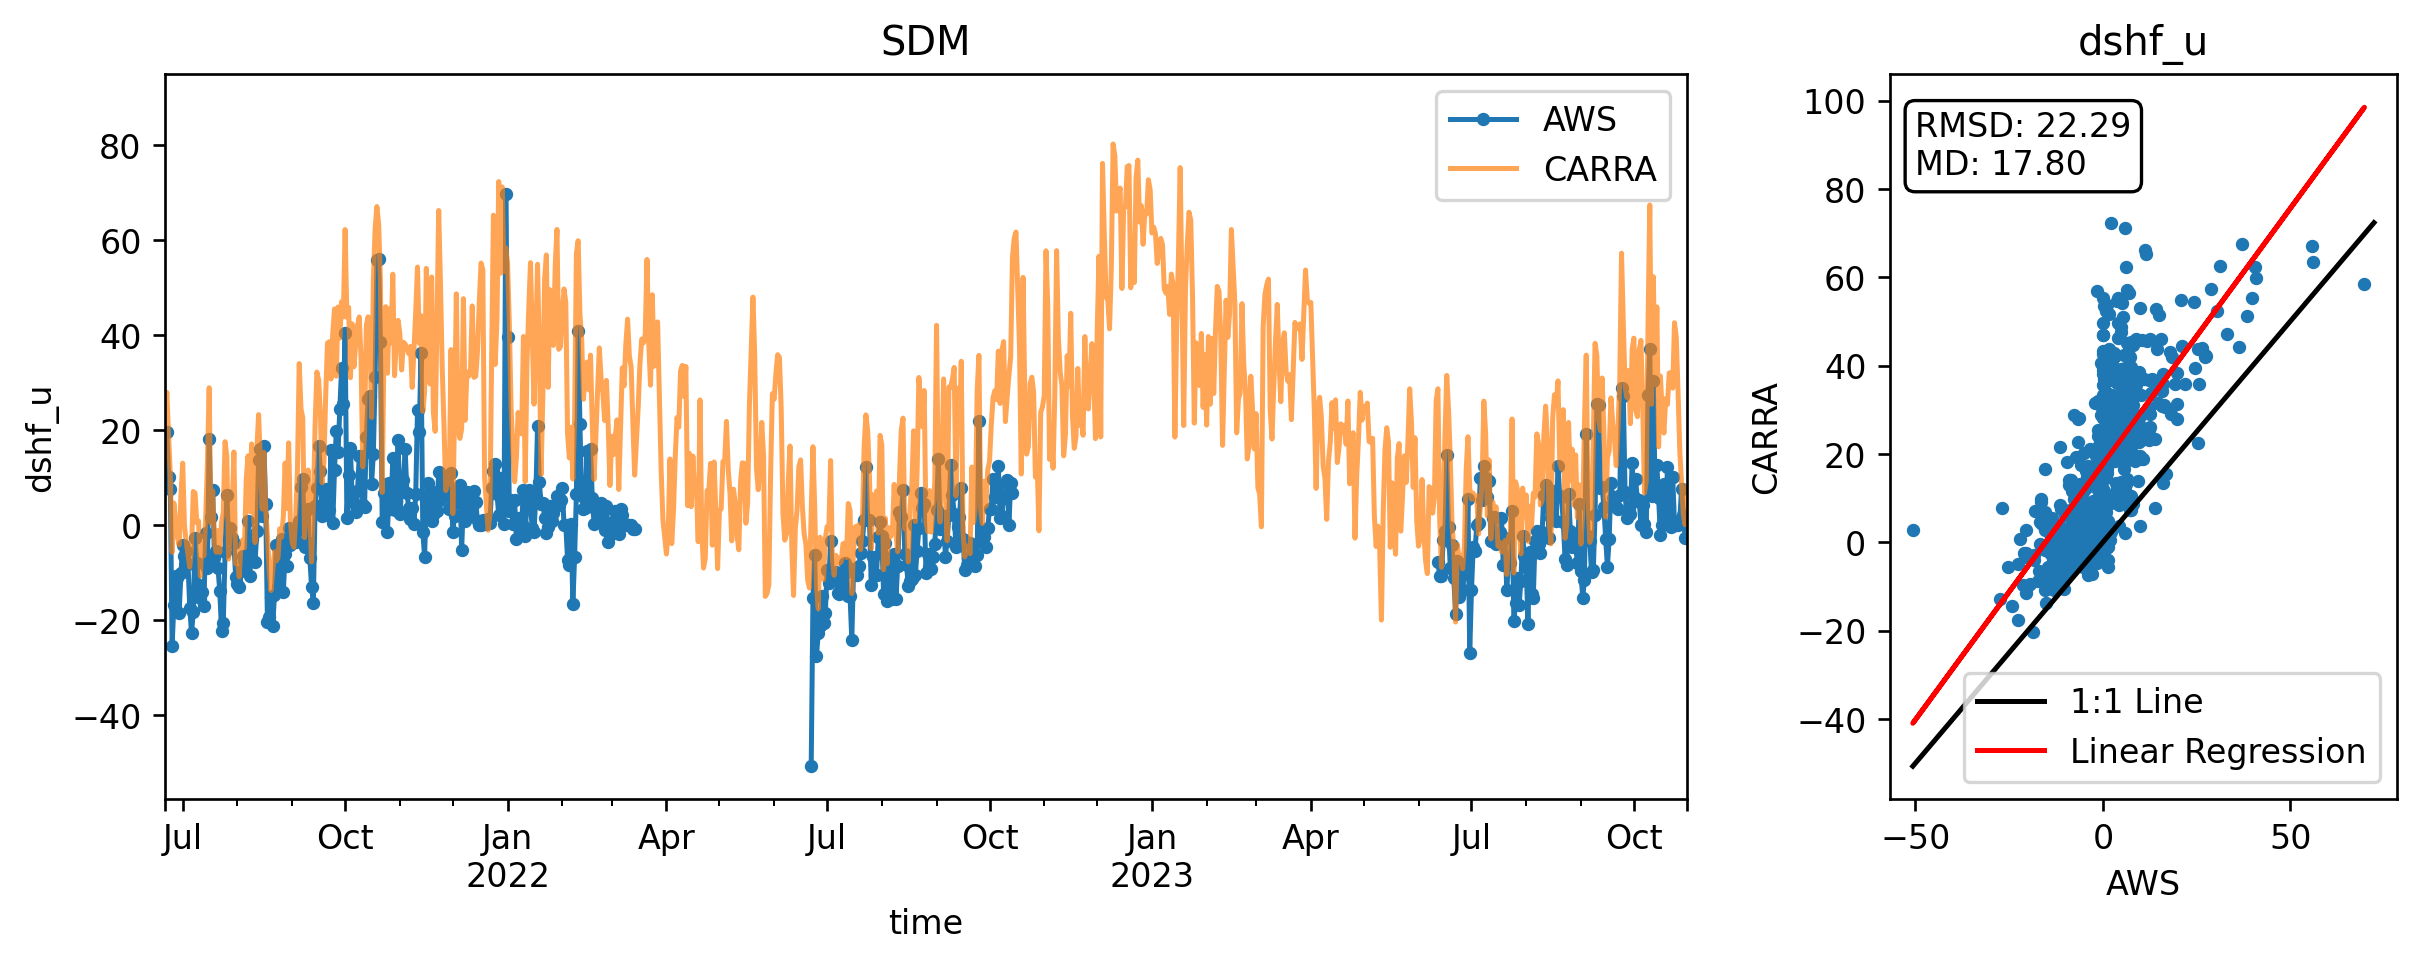 SDM
dshf_u
80
60
40
20
0
−20
−40
AWS
CARRA
Jul
Oct
Jan
2022
Apr
Jul
Oct
Jan
2023
Apr
Jul
Oct
time
dshf_u
CARRA
100
80
60
40
20
0
−20
−40
RMSD: 22.29
MD: 17.80
1:1 Line
Linear Regression
−50
0
50
AWS